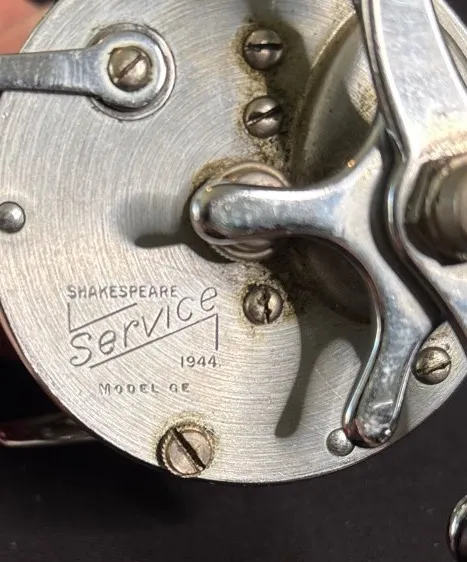 SHAKESPEARE
Service
1944
MODEL GE